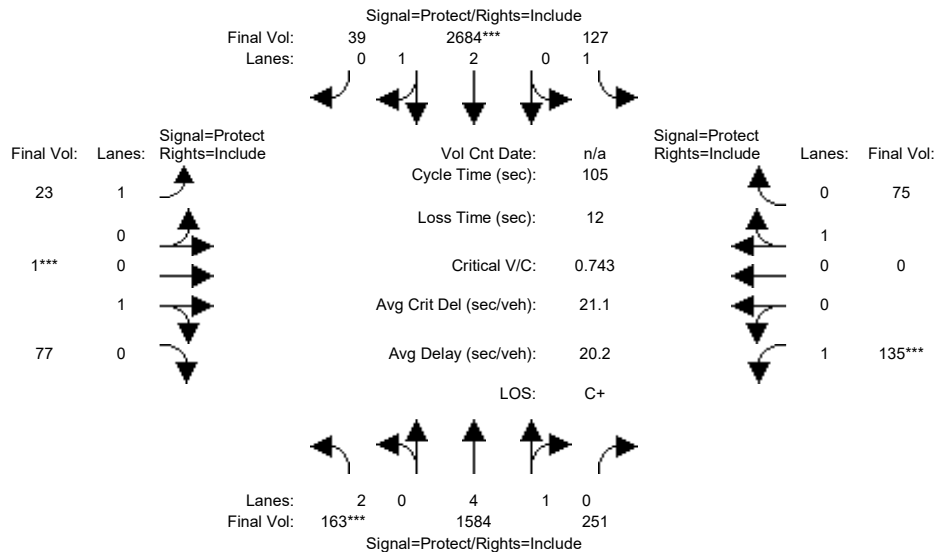 Signal=Protect/Rights=Include
Final Vol: 39 2684*** 127
Lanes: 0 1 2 0 1
Signal=Protect
Final Vol: Lanes: Rights=Include
Vol Cnt Date: n/a
Signal=Protect
Rights=Include Lanes: Final Vol:
Cycle Time (sec): 105
23 1
0 75
Loss Time (sec): 12
0
1
1*** 0
Critical V/C: 0.743
0 0
1
Avg Crit Del (sec/veh): 21.1
0
77 0
Avg Delay (sec/veh): 20.2
1 135***
LOS: C+
Lanes: 2 0 4 1 0
Final Vol: 163*** 1584 251
Signal=Protect/Rights=Include